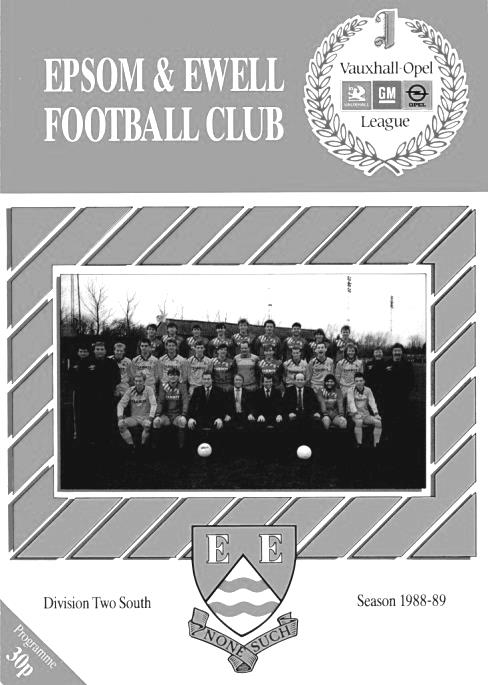 EPSOM & EWELL
FOOTBALL CLUB
Vauxhall-Opel
VAUXHALL
GM
OPEL
League
E E
NONE SUCH
Division Two South
Season 1988-89
Programme
30p